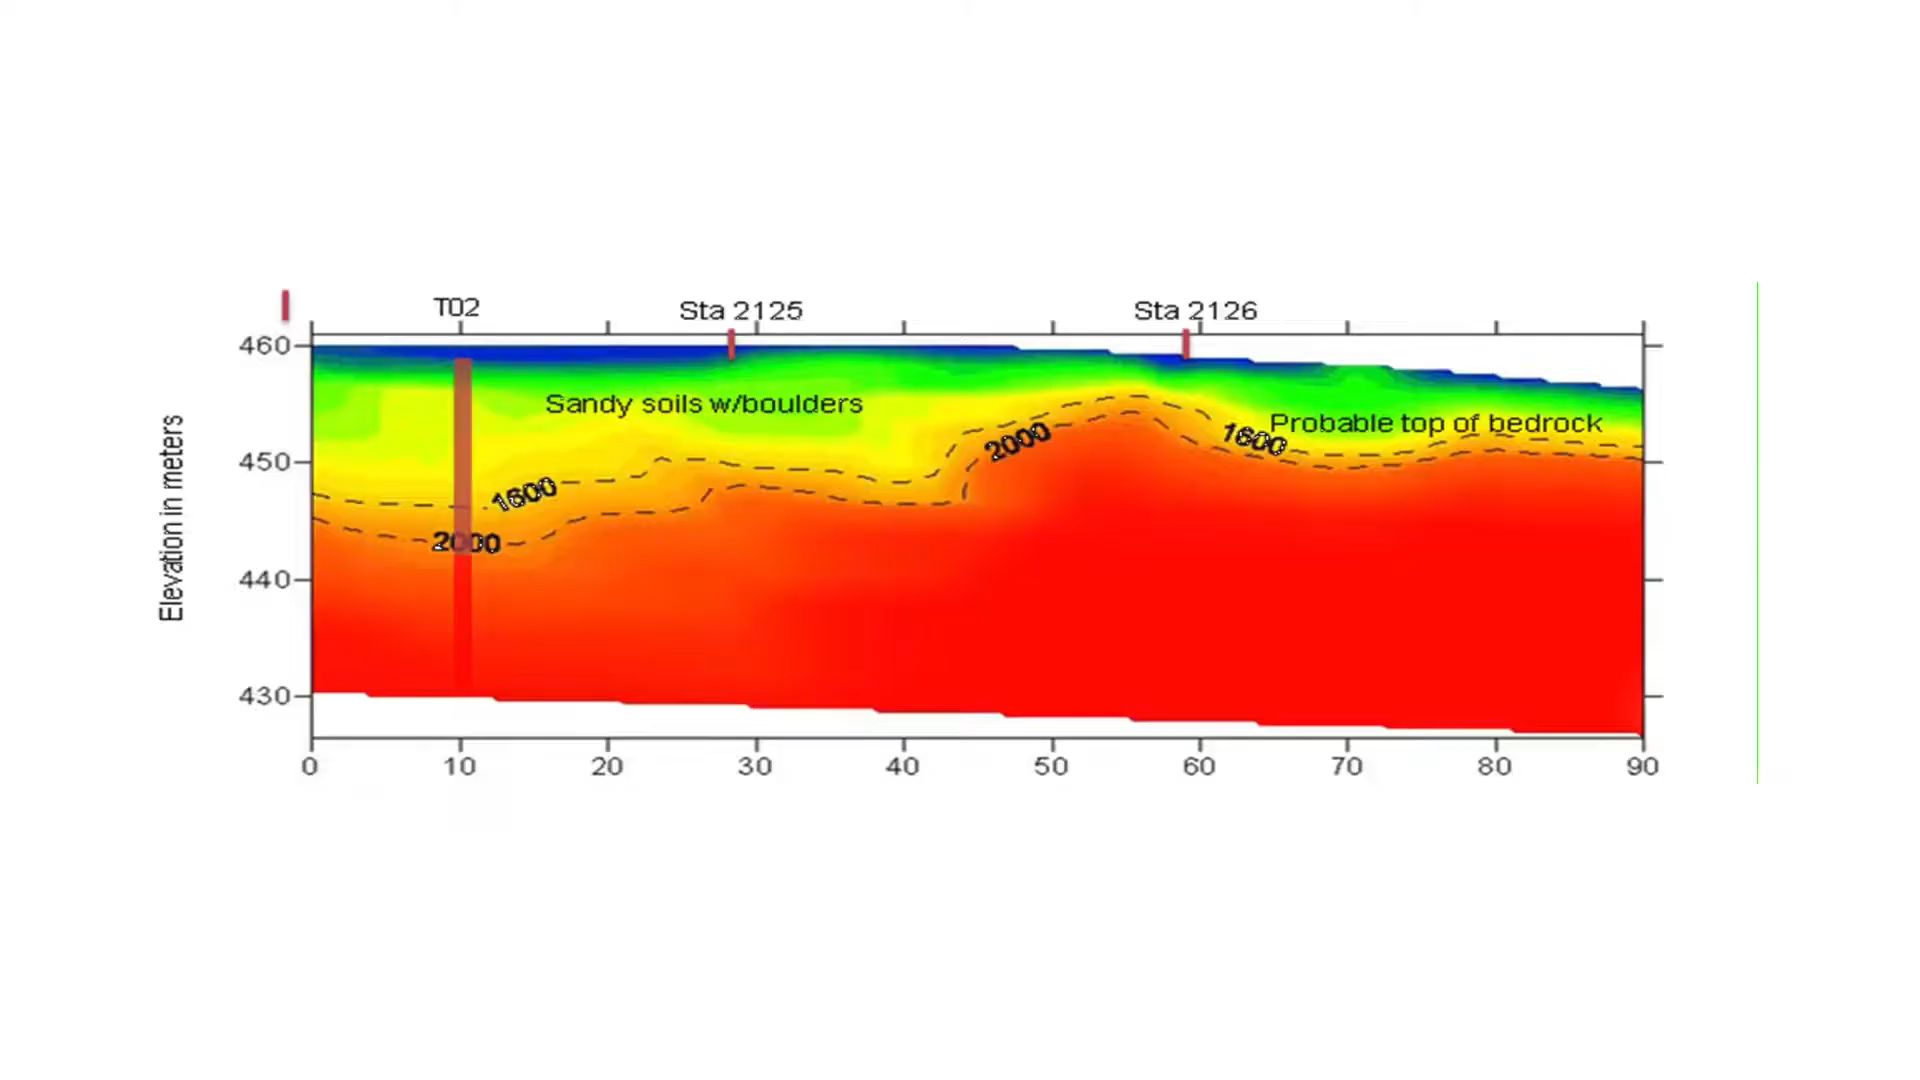 T02
Sta 2125
Sta 2126
460
Sandy soils w/boulders
Probable top of bedrock
2000
1600
450
1600
2000
Elevation in meters
440
430
0 10 20 30 40 50 60 70 80 90